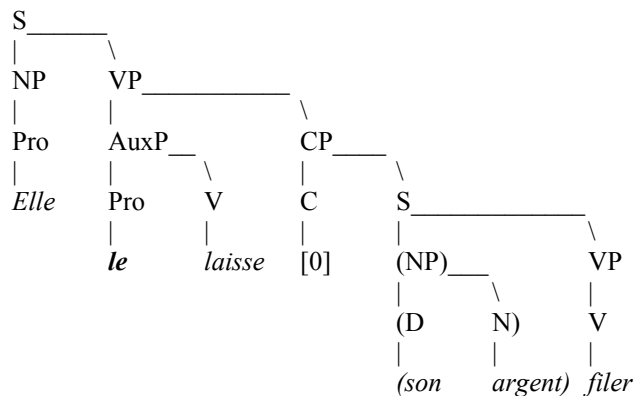 S
NP VP
Pro AuxP CP
Elle Pro V C S
le laisse [0] (NP) VP
(D N) V
(son argent) filer